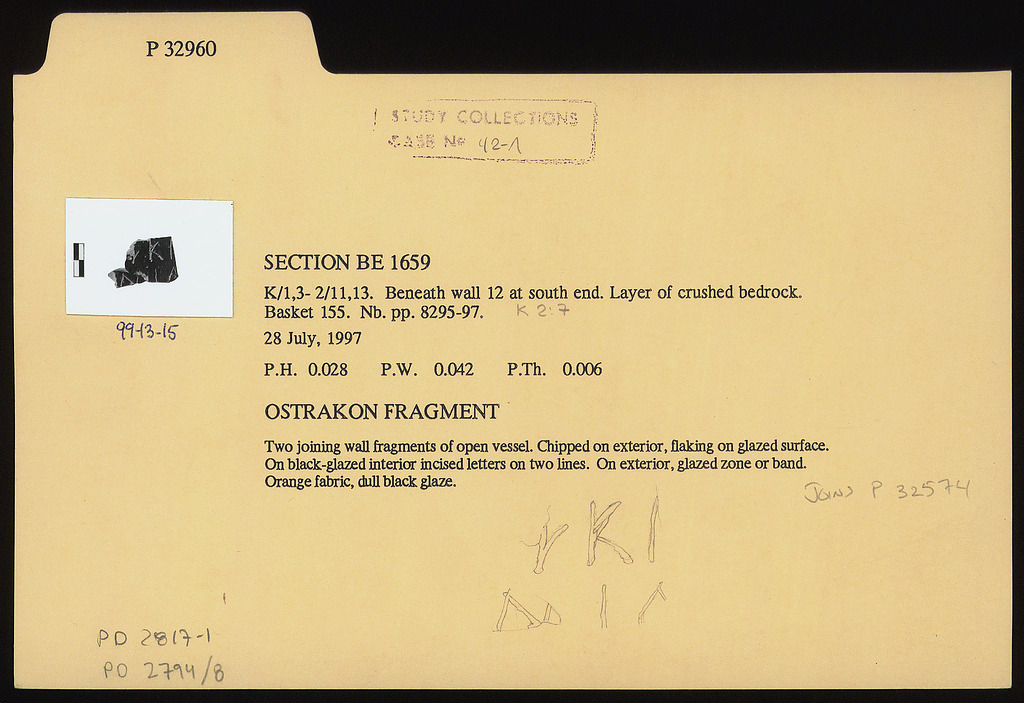 P 32960
STUDY COLLECTIONS
CASE No 42-1
SECTION BE 1659
K/1,3- 2/11,13. Beneath wall 12 at south end. Layer of crushed bedrock.
Basket 155. Nb. pp. 8295-97. K 2:7
99-13-15
28 July, 1997
P.H. 0.028 P.W. 0.042 P.Th. 0.006
OSTRAKON FRAGMENT
Two joining wall fragments of open vessel. Chipped on exterior, flaking on glazed surface.
On black-glazed interior incised letters on two lines. On exterior, glazed zone or band.
Orange fabric, dull black glaze.
JOINS P 32574
KI
PD 2817-1
PD 2794/8